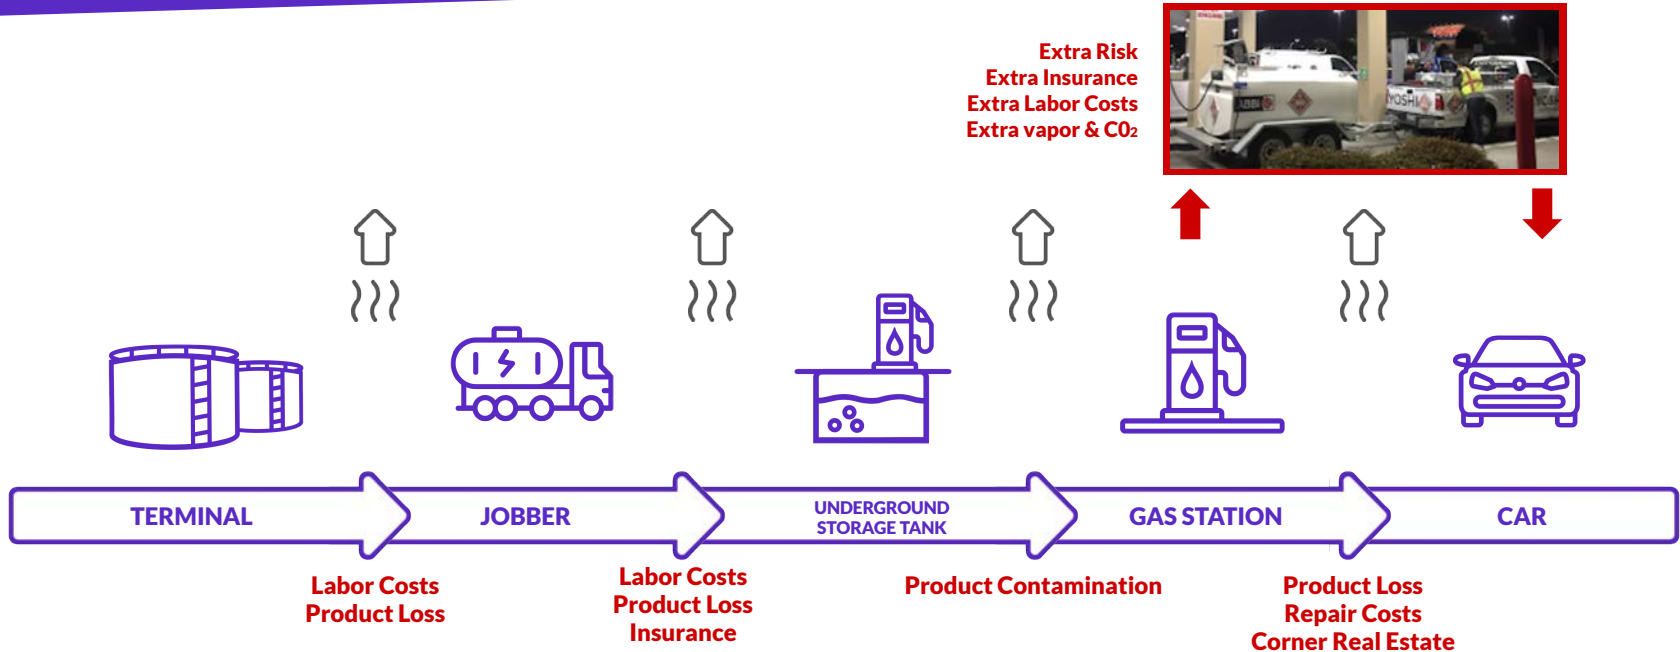 Extra Risk
Extra Insurance
Extra Labor Costs
Extra vapor & C02
YOSHI
TERMINAL
JOBBER
UNDERGROUND
STORAGE TANK
GAS STATION
CAR
Labor Costs
Product Loss
Labor Costs
Product Loss
Insurance
Product Contamination
Product Loss
Repair Costs
Corner Real Estate